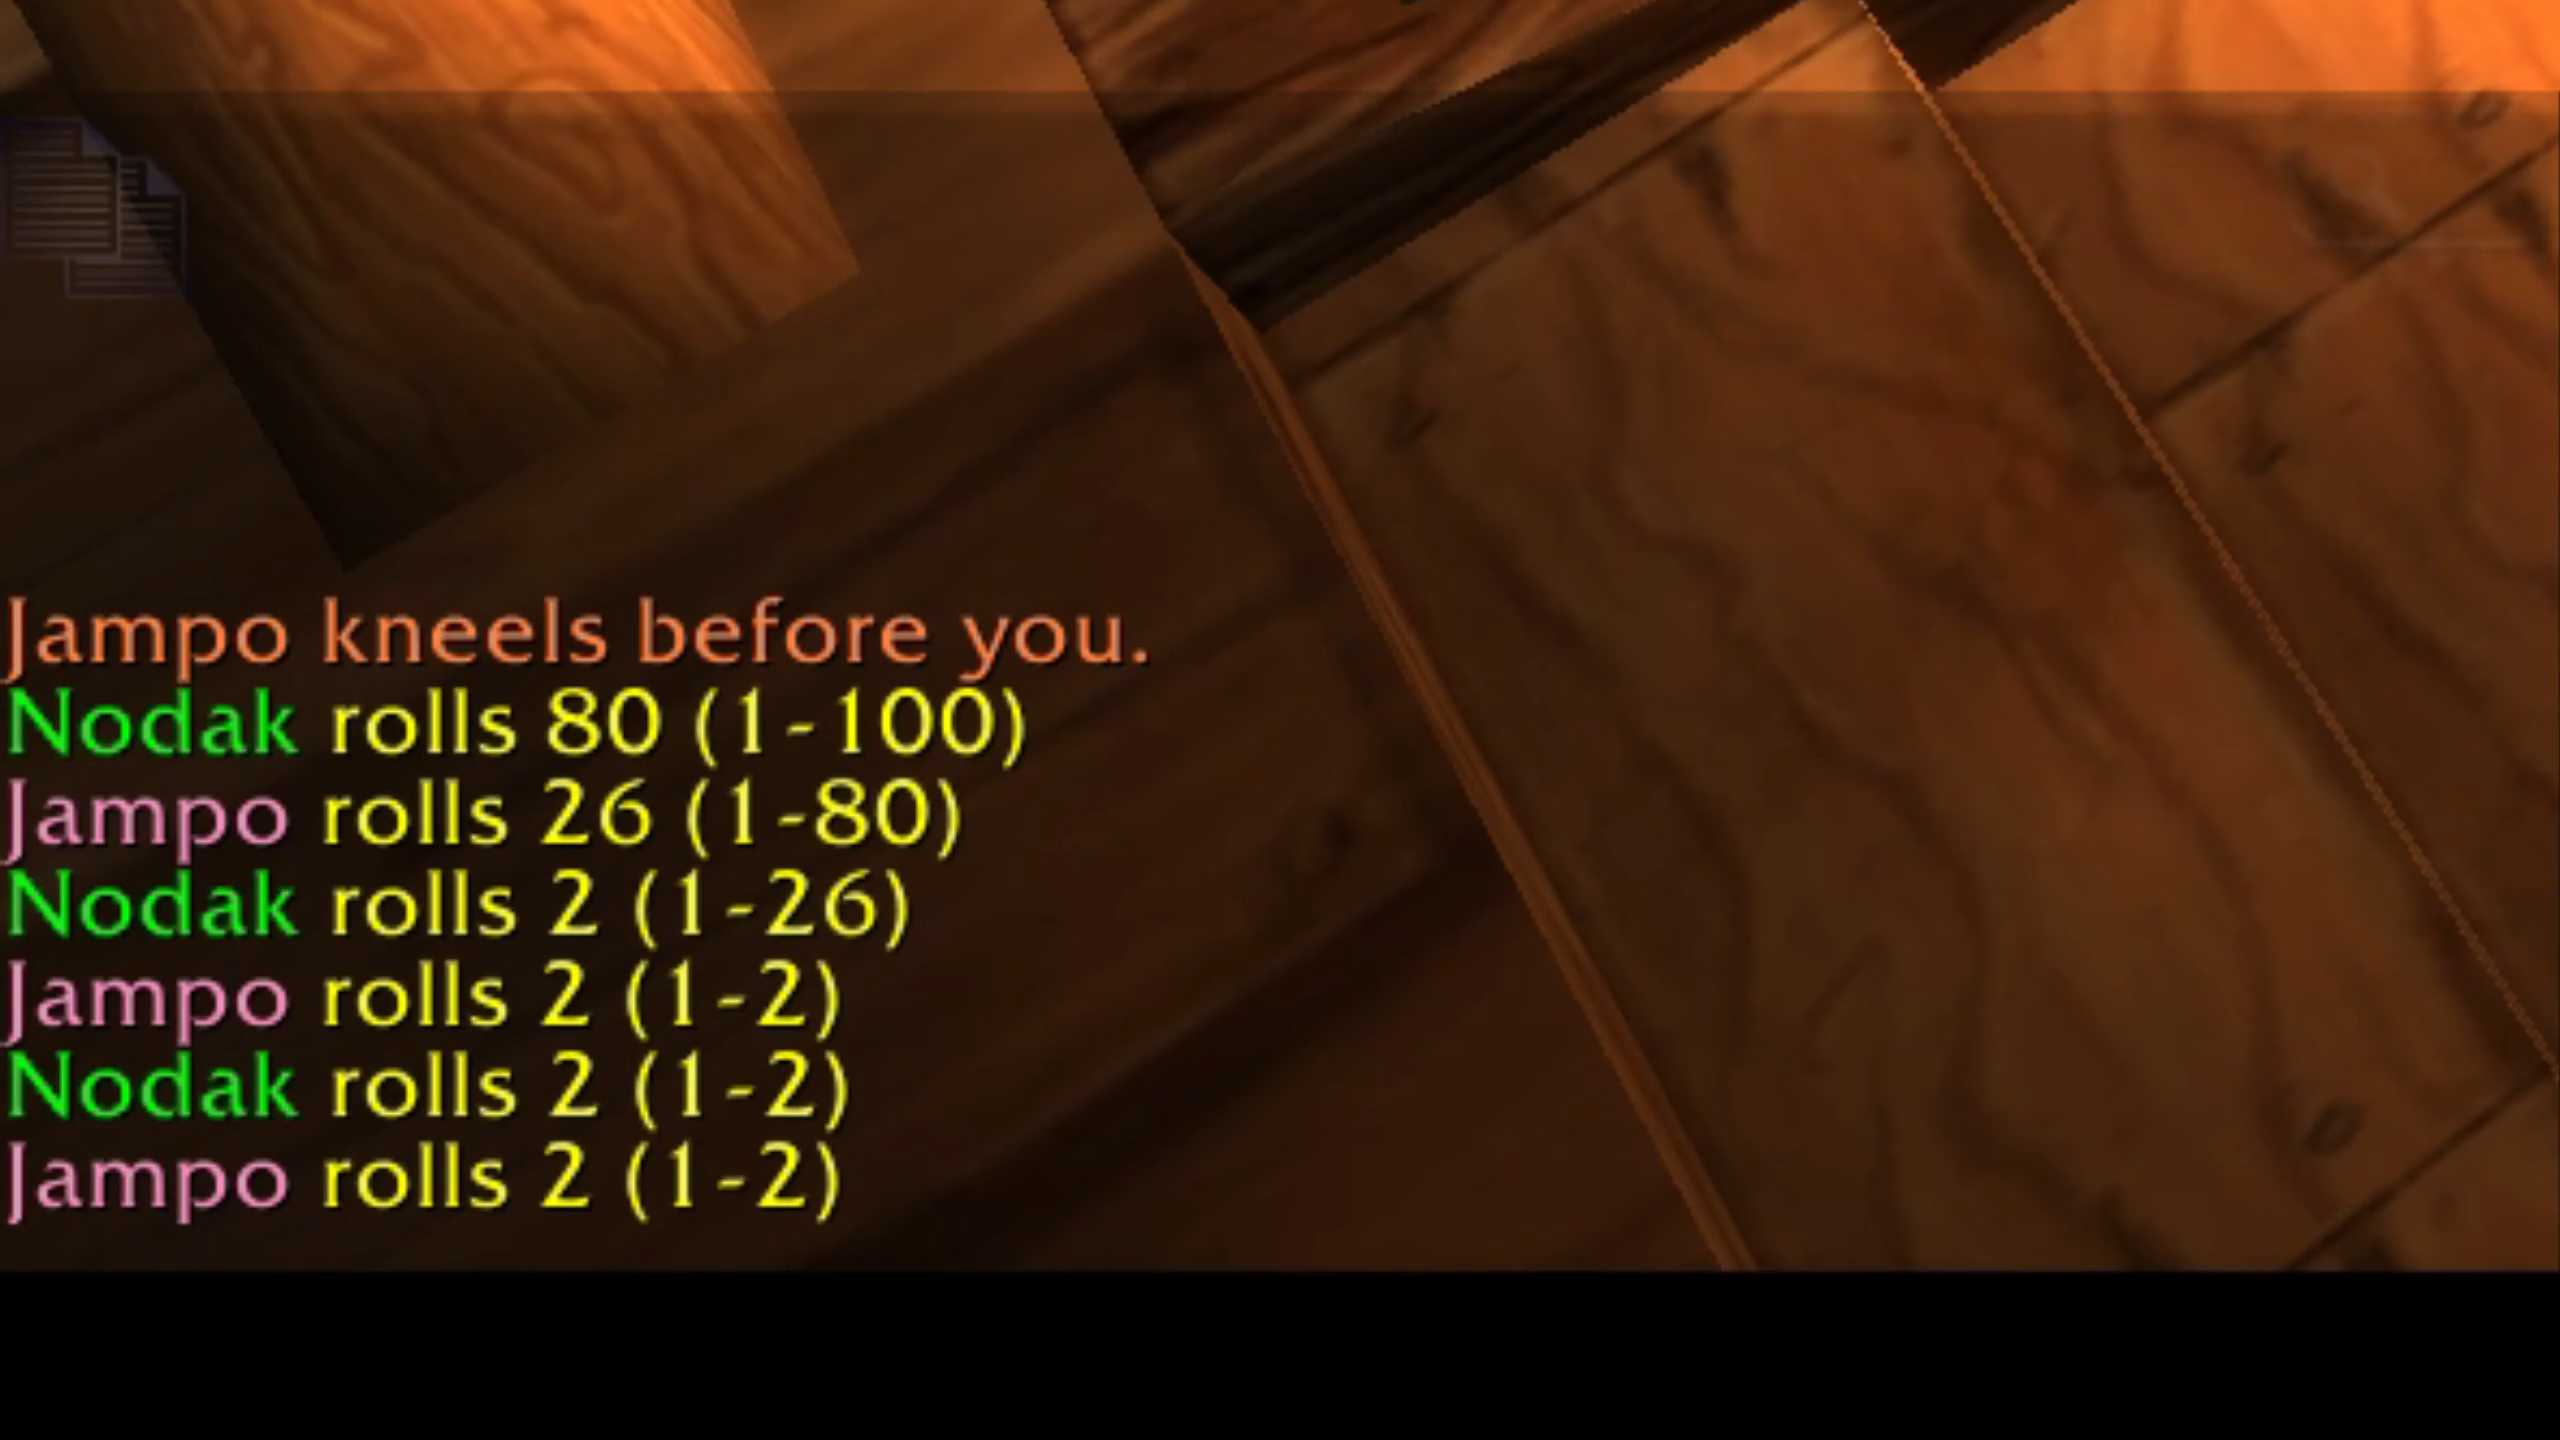 Jampo kneels before you.
Nodak rolls 80 (1-100)
Jampo rolls 26 (1-80)
Nodak rolls 2 (1-26)
Jampo rolls 2 (1-2)
Nodak rolls 2 (1-2)
Jampo rolls 2 (1-2)